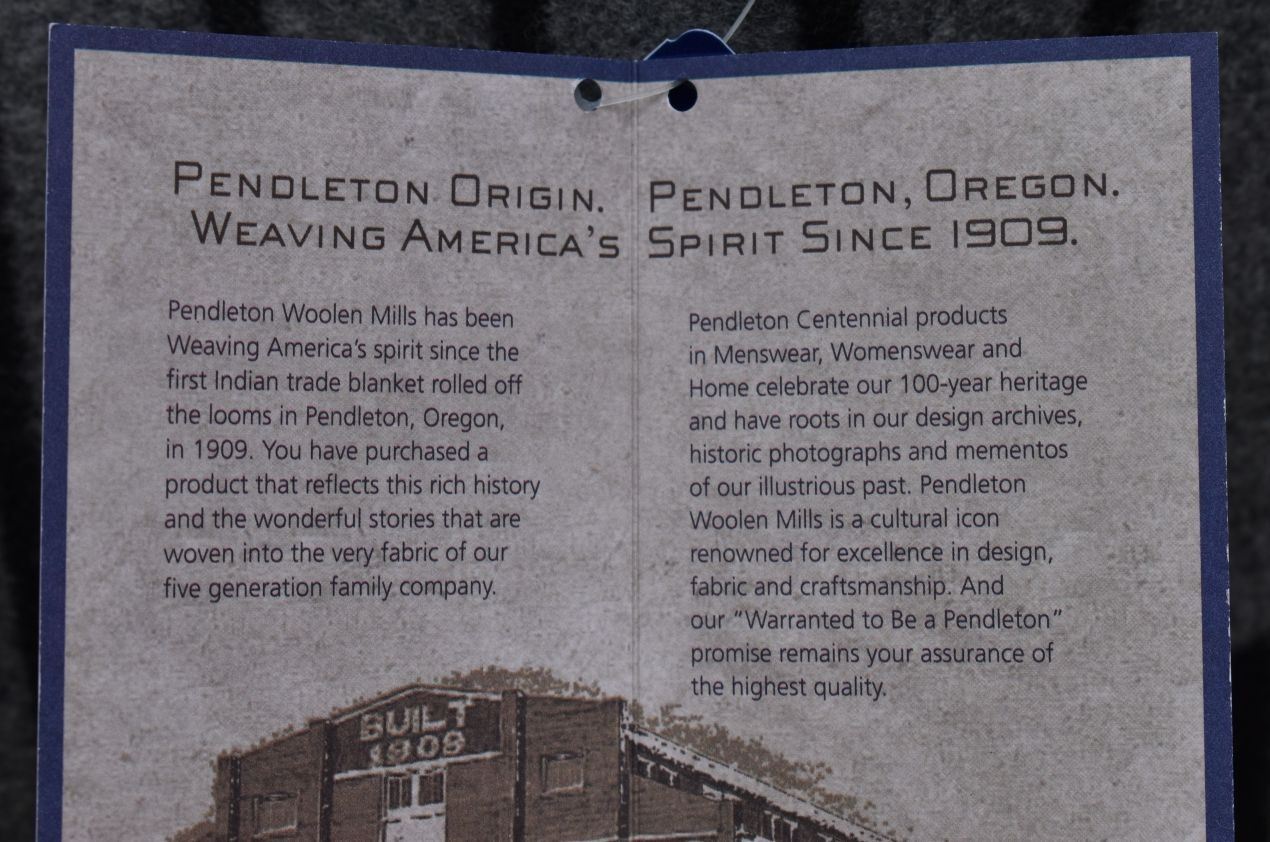 PENDLETON ORIGIN. PENDLETON, OREGON.
WEAVING AMERICA'S SPIRIT SINCE 1909.
Pendleton Woolen Mills has been
Weaving America's spirit since the
first Indian trade blanket rolled off
the looms in Pendleton, Oregon,
in 1909. You have purchased a
product that reflects this rich history
and the wonderful stories that are
woven into the very fabric of our
five generation family company.
Pendleton Centennial products
in Menswear, Womenswear and
Home celebrate our 100-year heritage
and have roots in our design archives,
historic photographs and mementos
of our illustrious past. Pendleton
Woolen Mills is a cultural icon
renowned for excellence in design,
fabric and craftsmanship. And
our “Warranted to Be a Pendleton”
promise remains your assurance of
the highest quality.
BUILT
1909